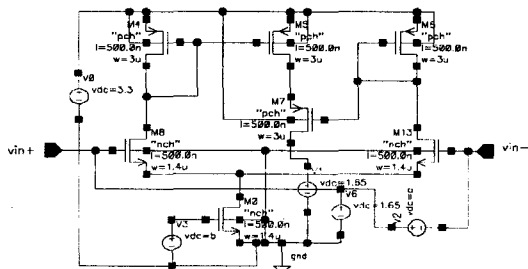 M4
"pch"
l=500.0n
w=3u
M5
"pch"
l=500.0n
w=3u
M6
"pch"
l=500.0n
w=3u
V0
vdc=3.3
M7
"pch"
l=500.0n
w=3u
vin+
M8
"nch"
l=500.0n
w=1.4u
M13
"nch"
l=500.0n
w=1.4u
vin-
vdc=1.65
V6
vdc=1.65
V2
vdc=c
M0
"nch"
l=500.0n
w=1.4u
V3
vdc=b
gnd